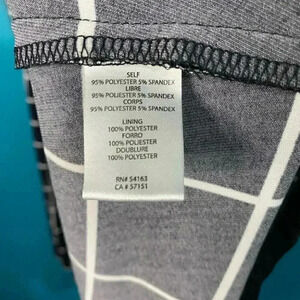 SELF
95% POLYESTER 5% SPANDEX
LIBRE
95% POLIESTER 5% SPANDEX
CORPS
95% POLYESTER 5% SPANDEX
LINING
100% POLYESTER
FORRO
100% POLIESTER
DOUBLURE
100% POLYESTER
RN# 54163
CA # 57151